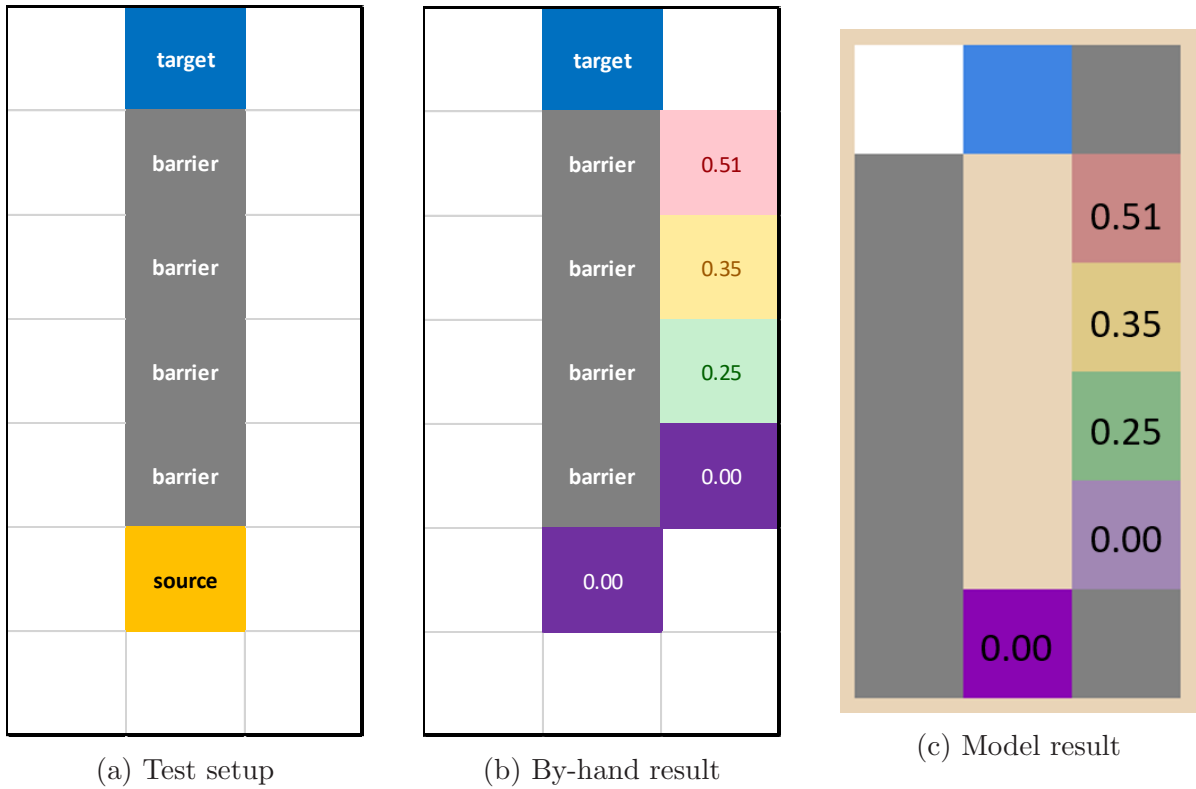 target
barrier
barrier
barrier
barrier
source
(a) Test setup
target
barrier 0.51
barrier 0.35
barrier 0.25
barrier 0.00
0.00
(b) By-hand result
0.51
0.35
0.25
0.00
0.00
(c) Model result